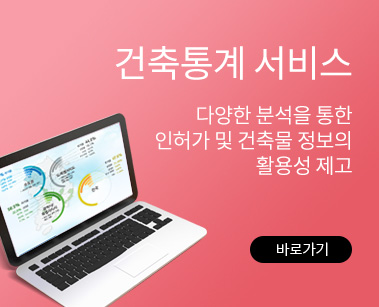 건축통계 서비스
다양한 분석을 통한
인허가 및 건축물 정보의
활용성 제고
바로가기